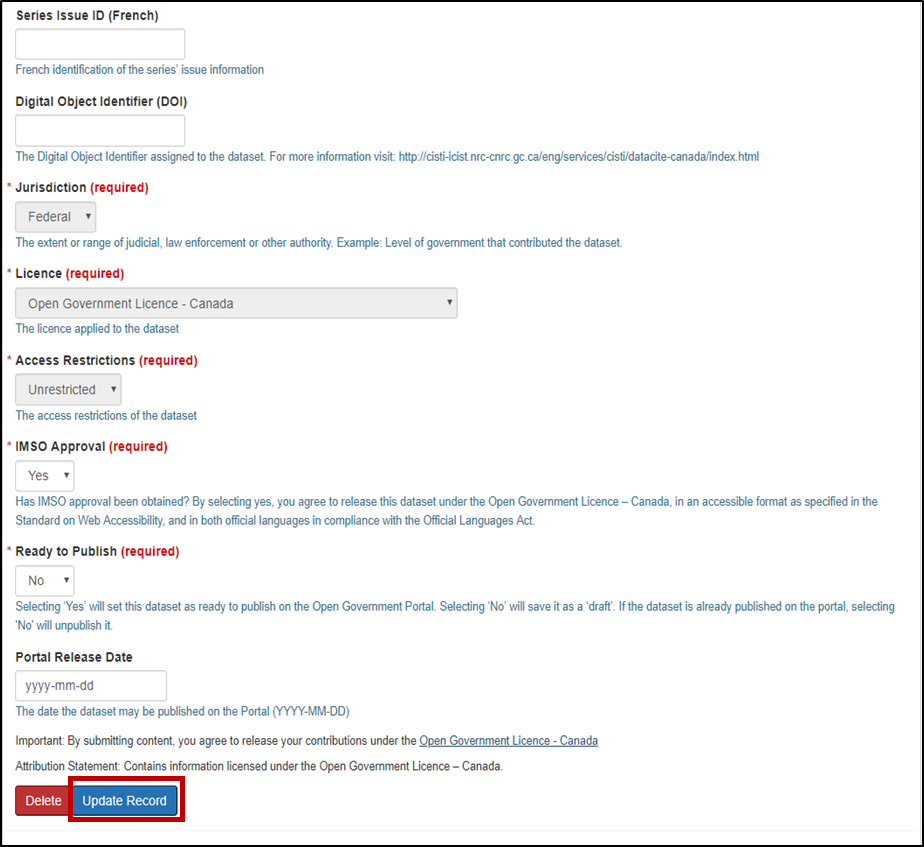 Series Issue ID (French)
French identification of the series' issue information
Digital Object Identifier (DOI)
The Digital Object Identifier assigned to the dataset. For more information visit: http://cisti-icist.nrc-cnrc.gc.ca/eng/services/cisti/datacite-canada/index.html
* Jurisdiction (required)
Federal
The extent or range of judicial, law enforcement or other authority. Example: Level of government that contributed the dataset.
* Licence (required)
Open Government Licence - Canada
The licence applied to the dataset
* Access Restrictions (required)
Unrestricted
The access restrictions of the dataset
* IMSO Approval (required)
Yes
Has IMSO approval been obtained? By selecting yes, you agree to release this dataset under the Open Government Licence – Canada, in an accessible format as specified in the
Standard on Web Accessibility, and in both official languages in compliance with the Official Languages Act.
* Ready to Publish (required)
No
Selecting 'Yes' will set this dataset as ready to publish on the Open Government Portal. Selecting 'No' will save it as a 'draft'. If the dataset is already published on the portal, selecting
'No' will unpublish it.
Portal Release Date
yyyy-mm-dd
The date the dataset may be published on the Portal (YYYY-MM-DD)
Important: By submitting content, you agree to release your contributions under the Open Government Licence - Canada
Attribution Statement: Contains information licensed under the Open Government Licence – Canada.
Delete Update Record